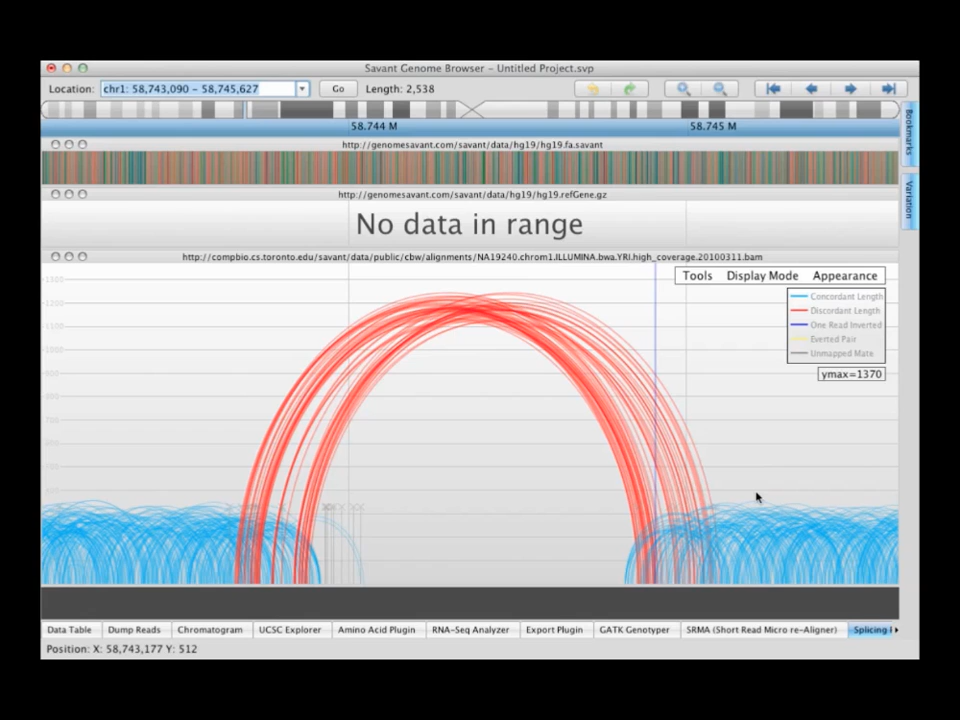 Savant Genome Browser - Untitled Project.svp
Location: chr1: 58,743,090 - 58,745,627 Go Length: 2,538
58.744 M 58.745 M
Bookmarks
Variation
http://genomesavant.com/savant/data/hg19/hg19.fa.savant
http://genomesavant.com/savant/data/hg19/hg19.refGene.gz
No data in range
http://compbio.cs.toronto.edu/savant/data/public/cbw/alignments/NA19240.chrom1.ILLUMINA.bwa.YRI.high_coverage.20100311.bam
Tools Display Mode Appearance
Concordant Length
Discordant Length
One Read Inverted
Everted Pair
Unmapped Mate
ymax=1370
1300
1200
1100
Data Table Dump Reads Chromatogram UCSC Explorer Amino Acid Plugin RNA-Seq Analyzer Export Plugin GATK Genotyper SRMA (Short Read Micro re-Aligner) Splicing
Position: X: 58,743,177 Y: 512